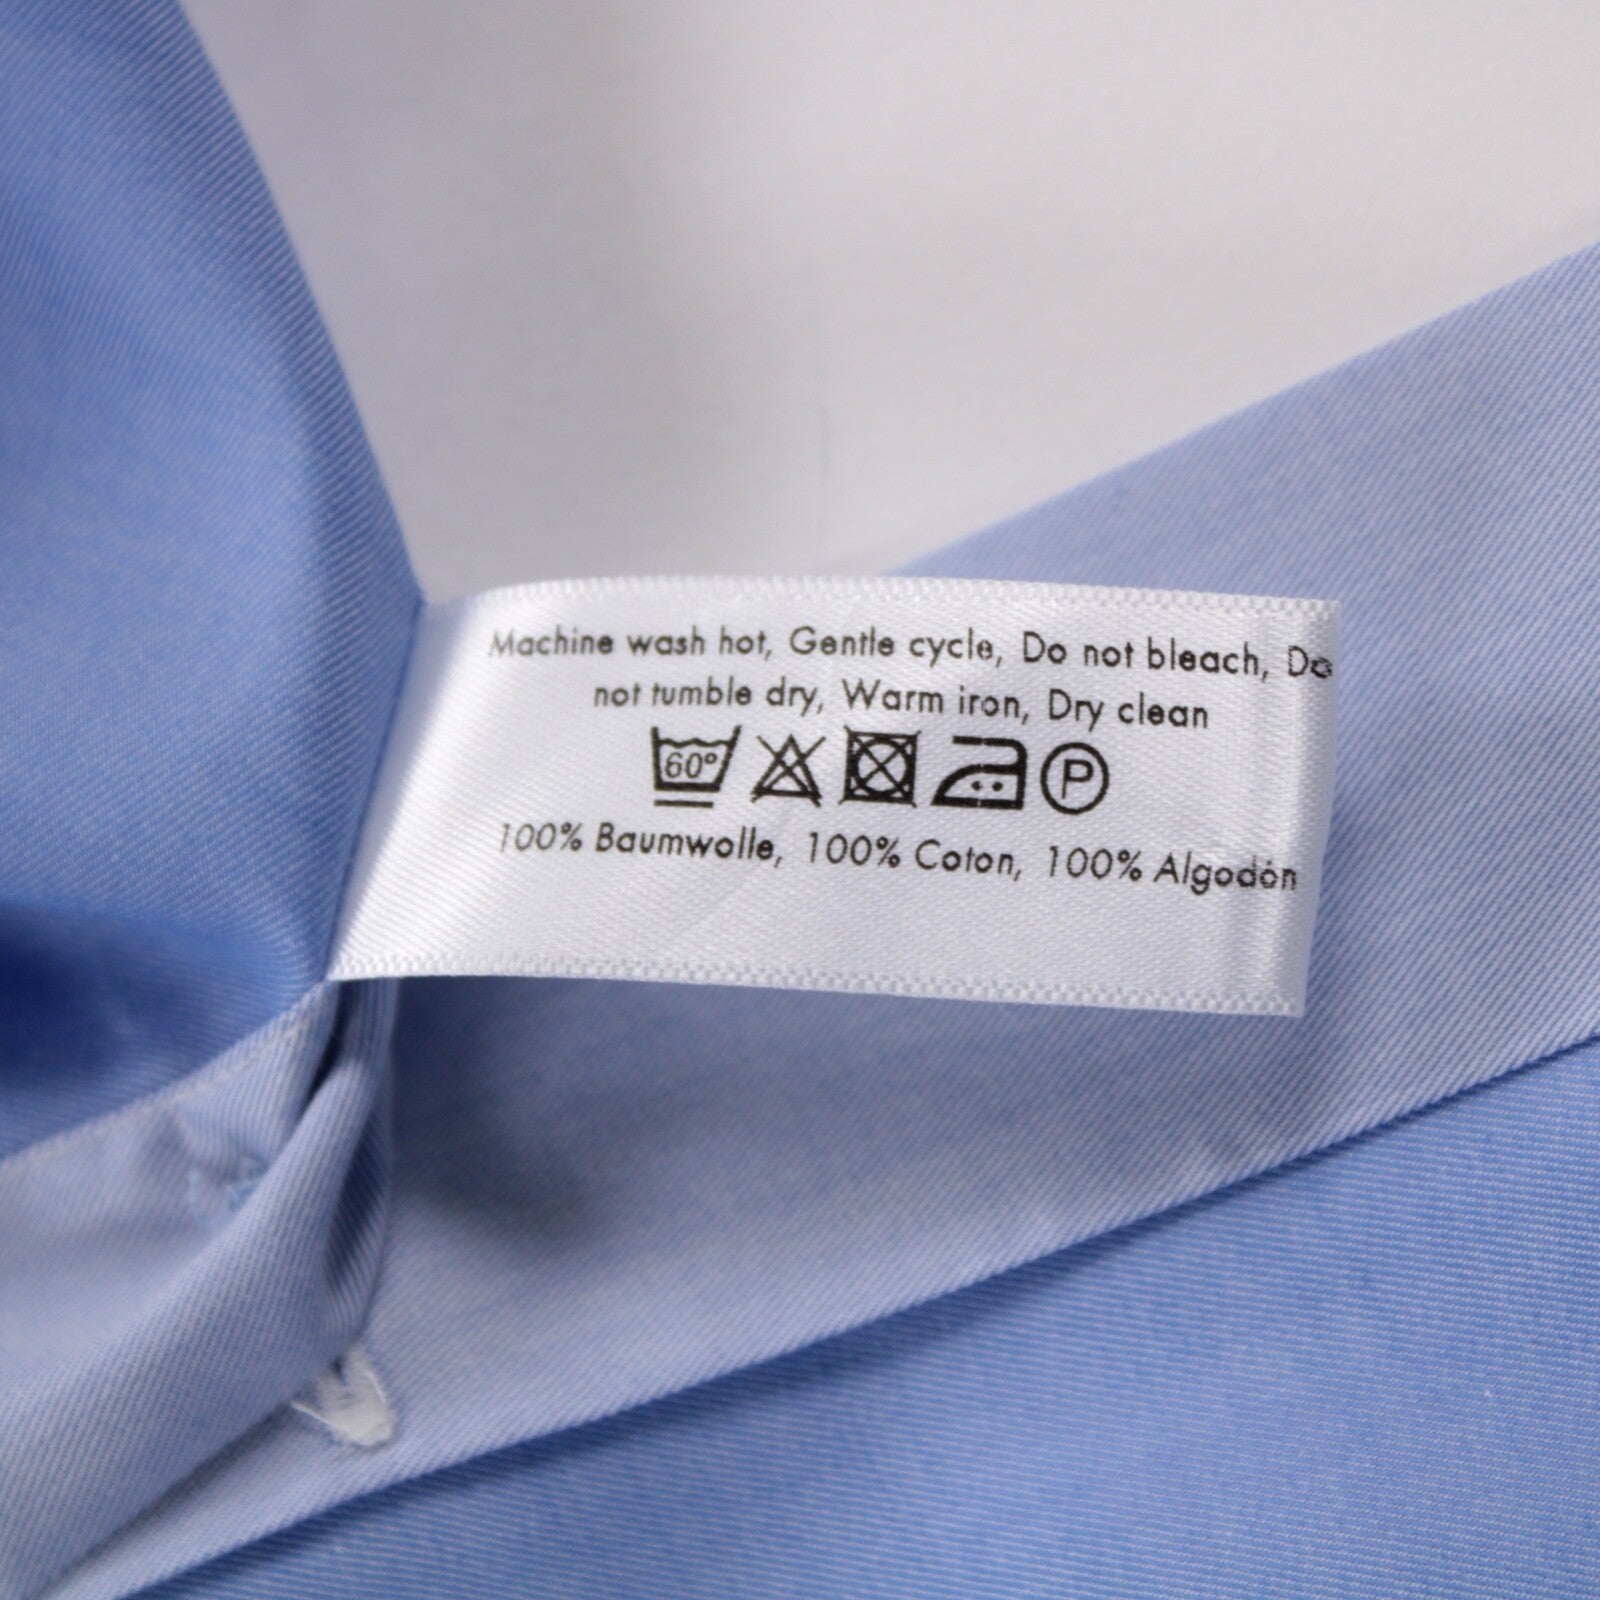 Machine wash hot, Gentle cycle, Do not bleach, Do
not tumble dry, Warm iron, Dry clean
60° P
100% Baumwolle, 100% Coton, 100% Algodón